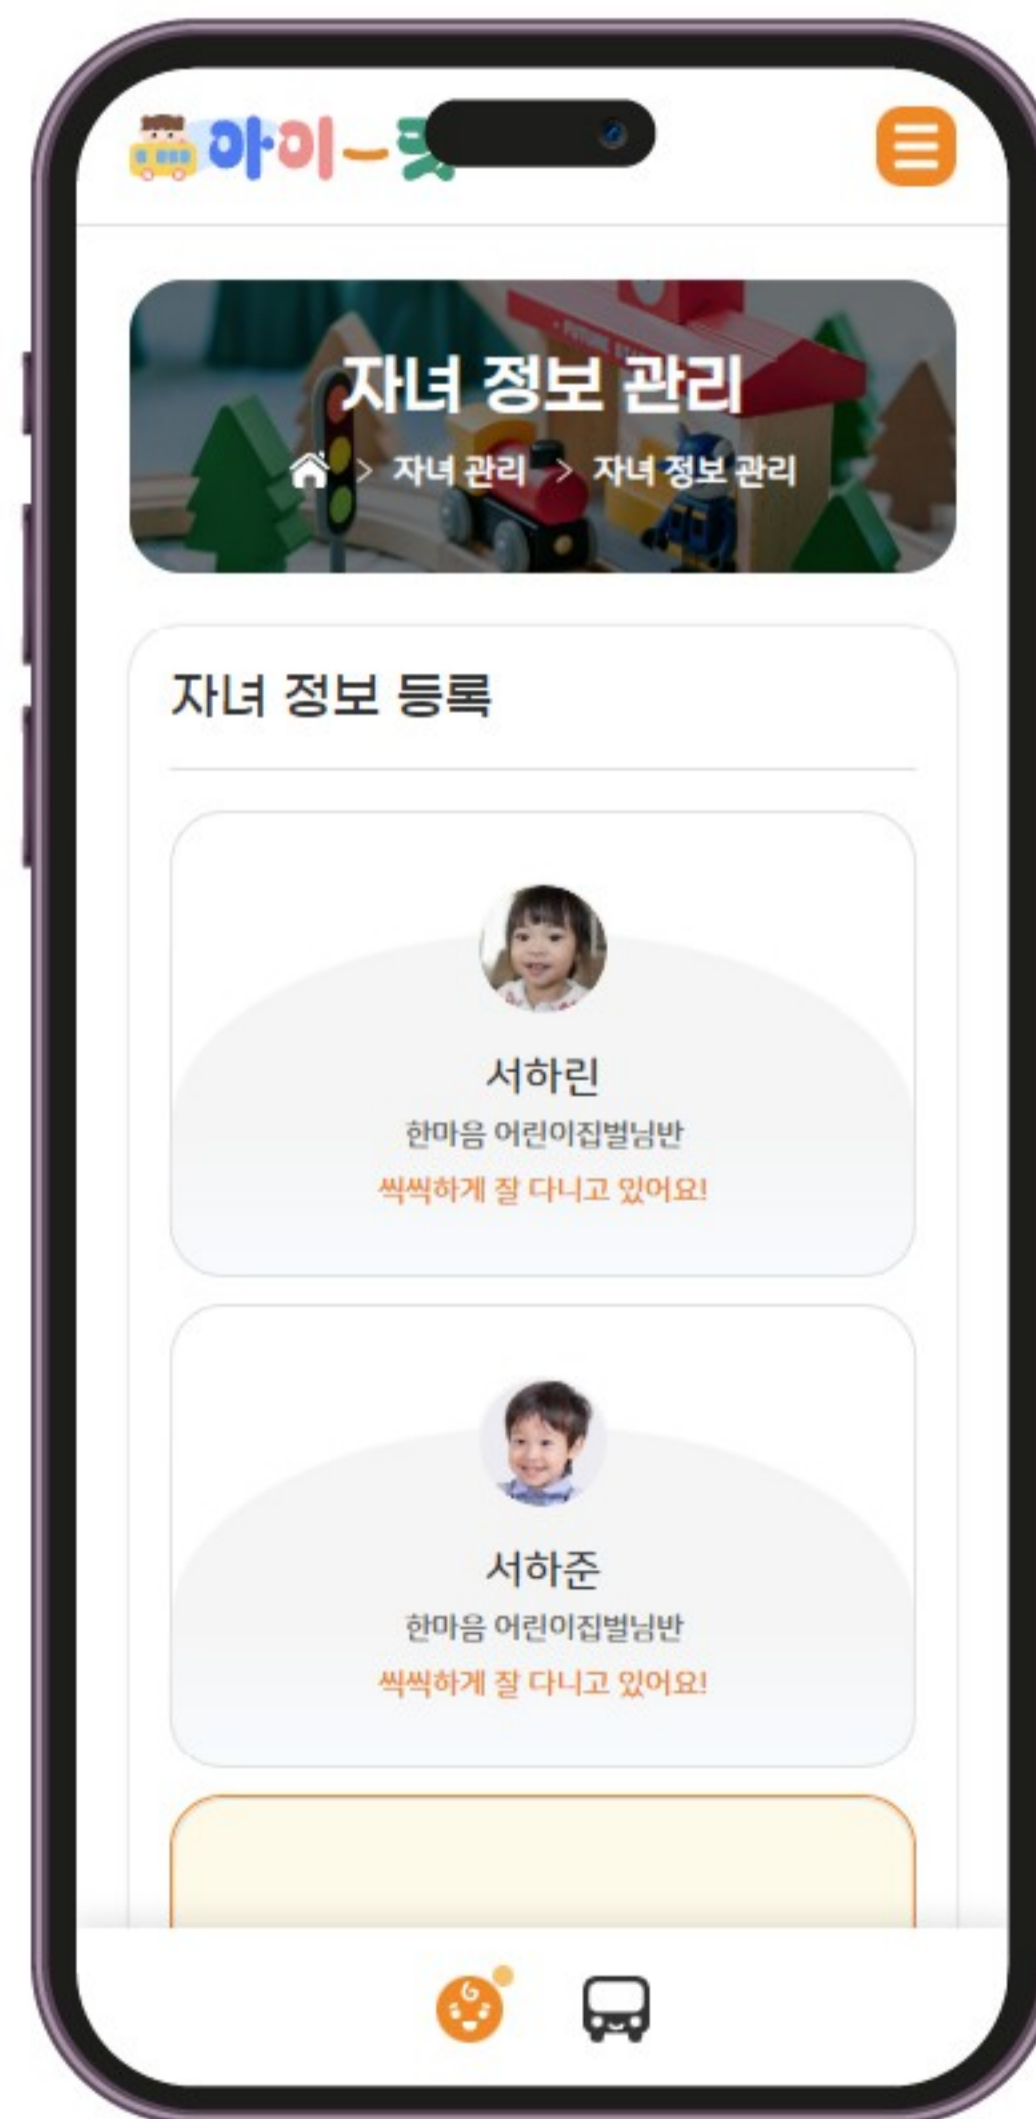 아이-
자녀 정보 관리
> 자녀 관리 > 자녀 정보 관리
자녀 정보 등록
서하린
한마음 어린이집벌님반
씩씩하게 잘 다니고 있어요!
서하준
한마음 어린이집벌님반
씩씩하게 잘 다니고 있어요!